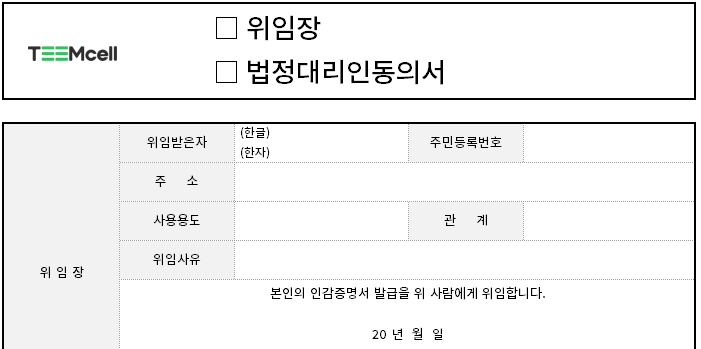 □ 위임장
TEEMcell
□ 법정대리인동의서
위임받은자 (한글) 주민등록번호
(한자)
주 소
사용용도 관 계
위임사유
위 임 장
본인의 인감증명서 발급을 위 사람에게 위임합니다.
20 년 월 일